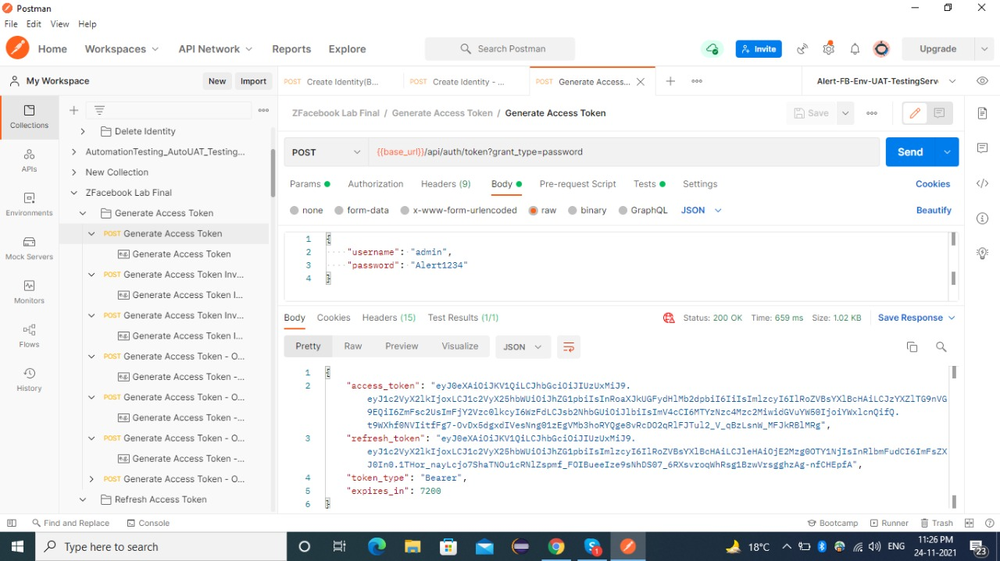 Postman
File Edit View Help
Home Workspaces API Network Reports Explore Search Postman Invite Upgrade
My Workspace New Import
POST Create Identity(B... POST Create Identity - ... POST Generate Access... Alert-FB-Env-UAT-TestingServ
Collections
APIs
Environments
Mock Servers
Monitors
Flows
History
Delete Identity
AutomationTesting_AutoUAT_Testing...
New Collection
ZFacebook Lab Final
Generate Access Token
POST Generate Access Token
e.g. Generate Access Token
POST Generate Access Token Inv...
e.g. Generate Access Token I...
POST Generate Access Token Inv...
e.g. Generate Access Token I...
POST Generate Access Token - O...
e.g. Generate Access Token -...
POST Generate Access Token - O...
e.g. Generate Access Token -...
POST Generate Access Token - O...
e.g. Generate Access Token -...
POST Generate Access Token - O...
Refresh Access Token
ZFacebook Lab Final / Generate Access Token / Generate Access Token Save
POST {{base_url}}/api/auth/token?grant_type=password Send
Params Authorization Headers (9) Body Pre-request Script Tests Settings Cookies
none form-data x-www-form-urlencoded raw binary GraphQL JSON Beautify
1 {
2 "username": "admin",
3 "password": "Alert1234"
4 }
Body Cookies Headers (15) Test Results (1/1) Status: 200 OK Time: 659 ms Size: 1.02 KB Save Response
Pretty Raw Preview Visualize JSON
1 {
2 "access_token": "eyJ0eXAiOiJKV1QiLCJhbGciOiJIUzUxMiJ9.
3 "refresh_token": "eyJ0eXAiOiJKV1QiLCJhbGciOiJIUzUxMiJ9.
4 "token_type": "Bearer",
5 "expires_in": 7200
6 }
Find and Replace Console Bootcamp Runner Trash
Type here to search 18°C ENG 11:26 PM
24-11-2021 23